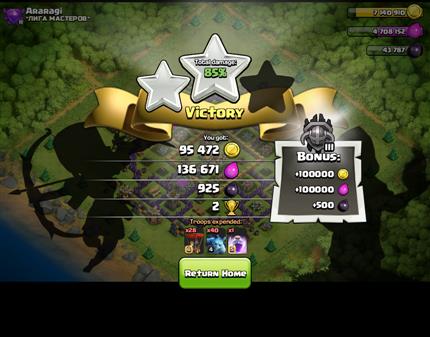 Araragi
"ЛИГА МАСТЕРОВ"
7 140 910
4 708 152
43 787
Total damage:
85%
Victory
You got:
95 472
136 671
925
2
III
Bonus:
+100000
+100000
+500
Troops expended:
x28 x40 x1
Return Home